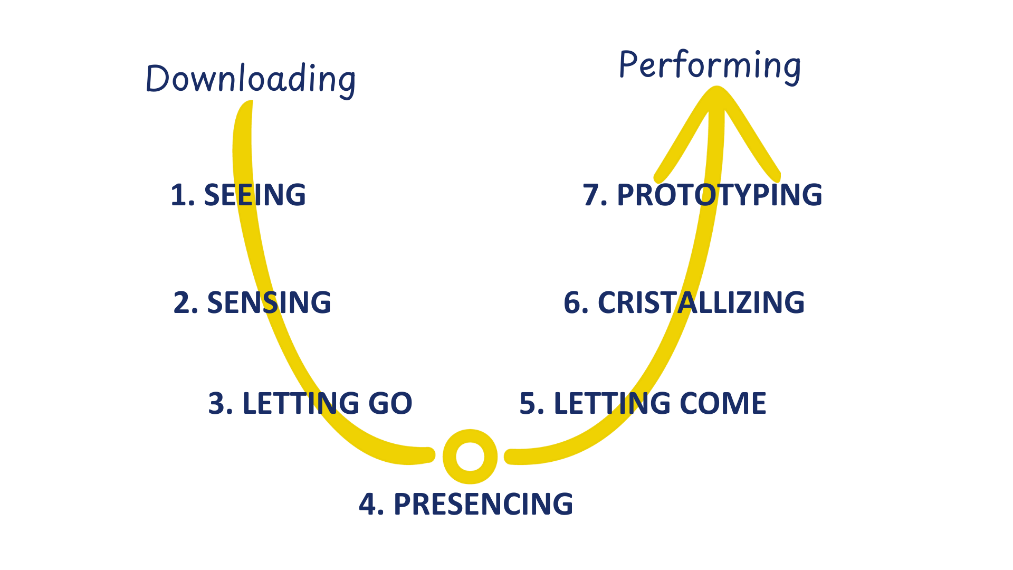 Downloading
Performing
1. SEEING
7. PROTOTYPING
2. SENSING
6. CRISTALLIZING
3. LETTING GO
5. LETTING COME
4. PRESENCING